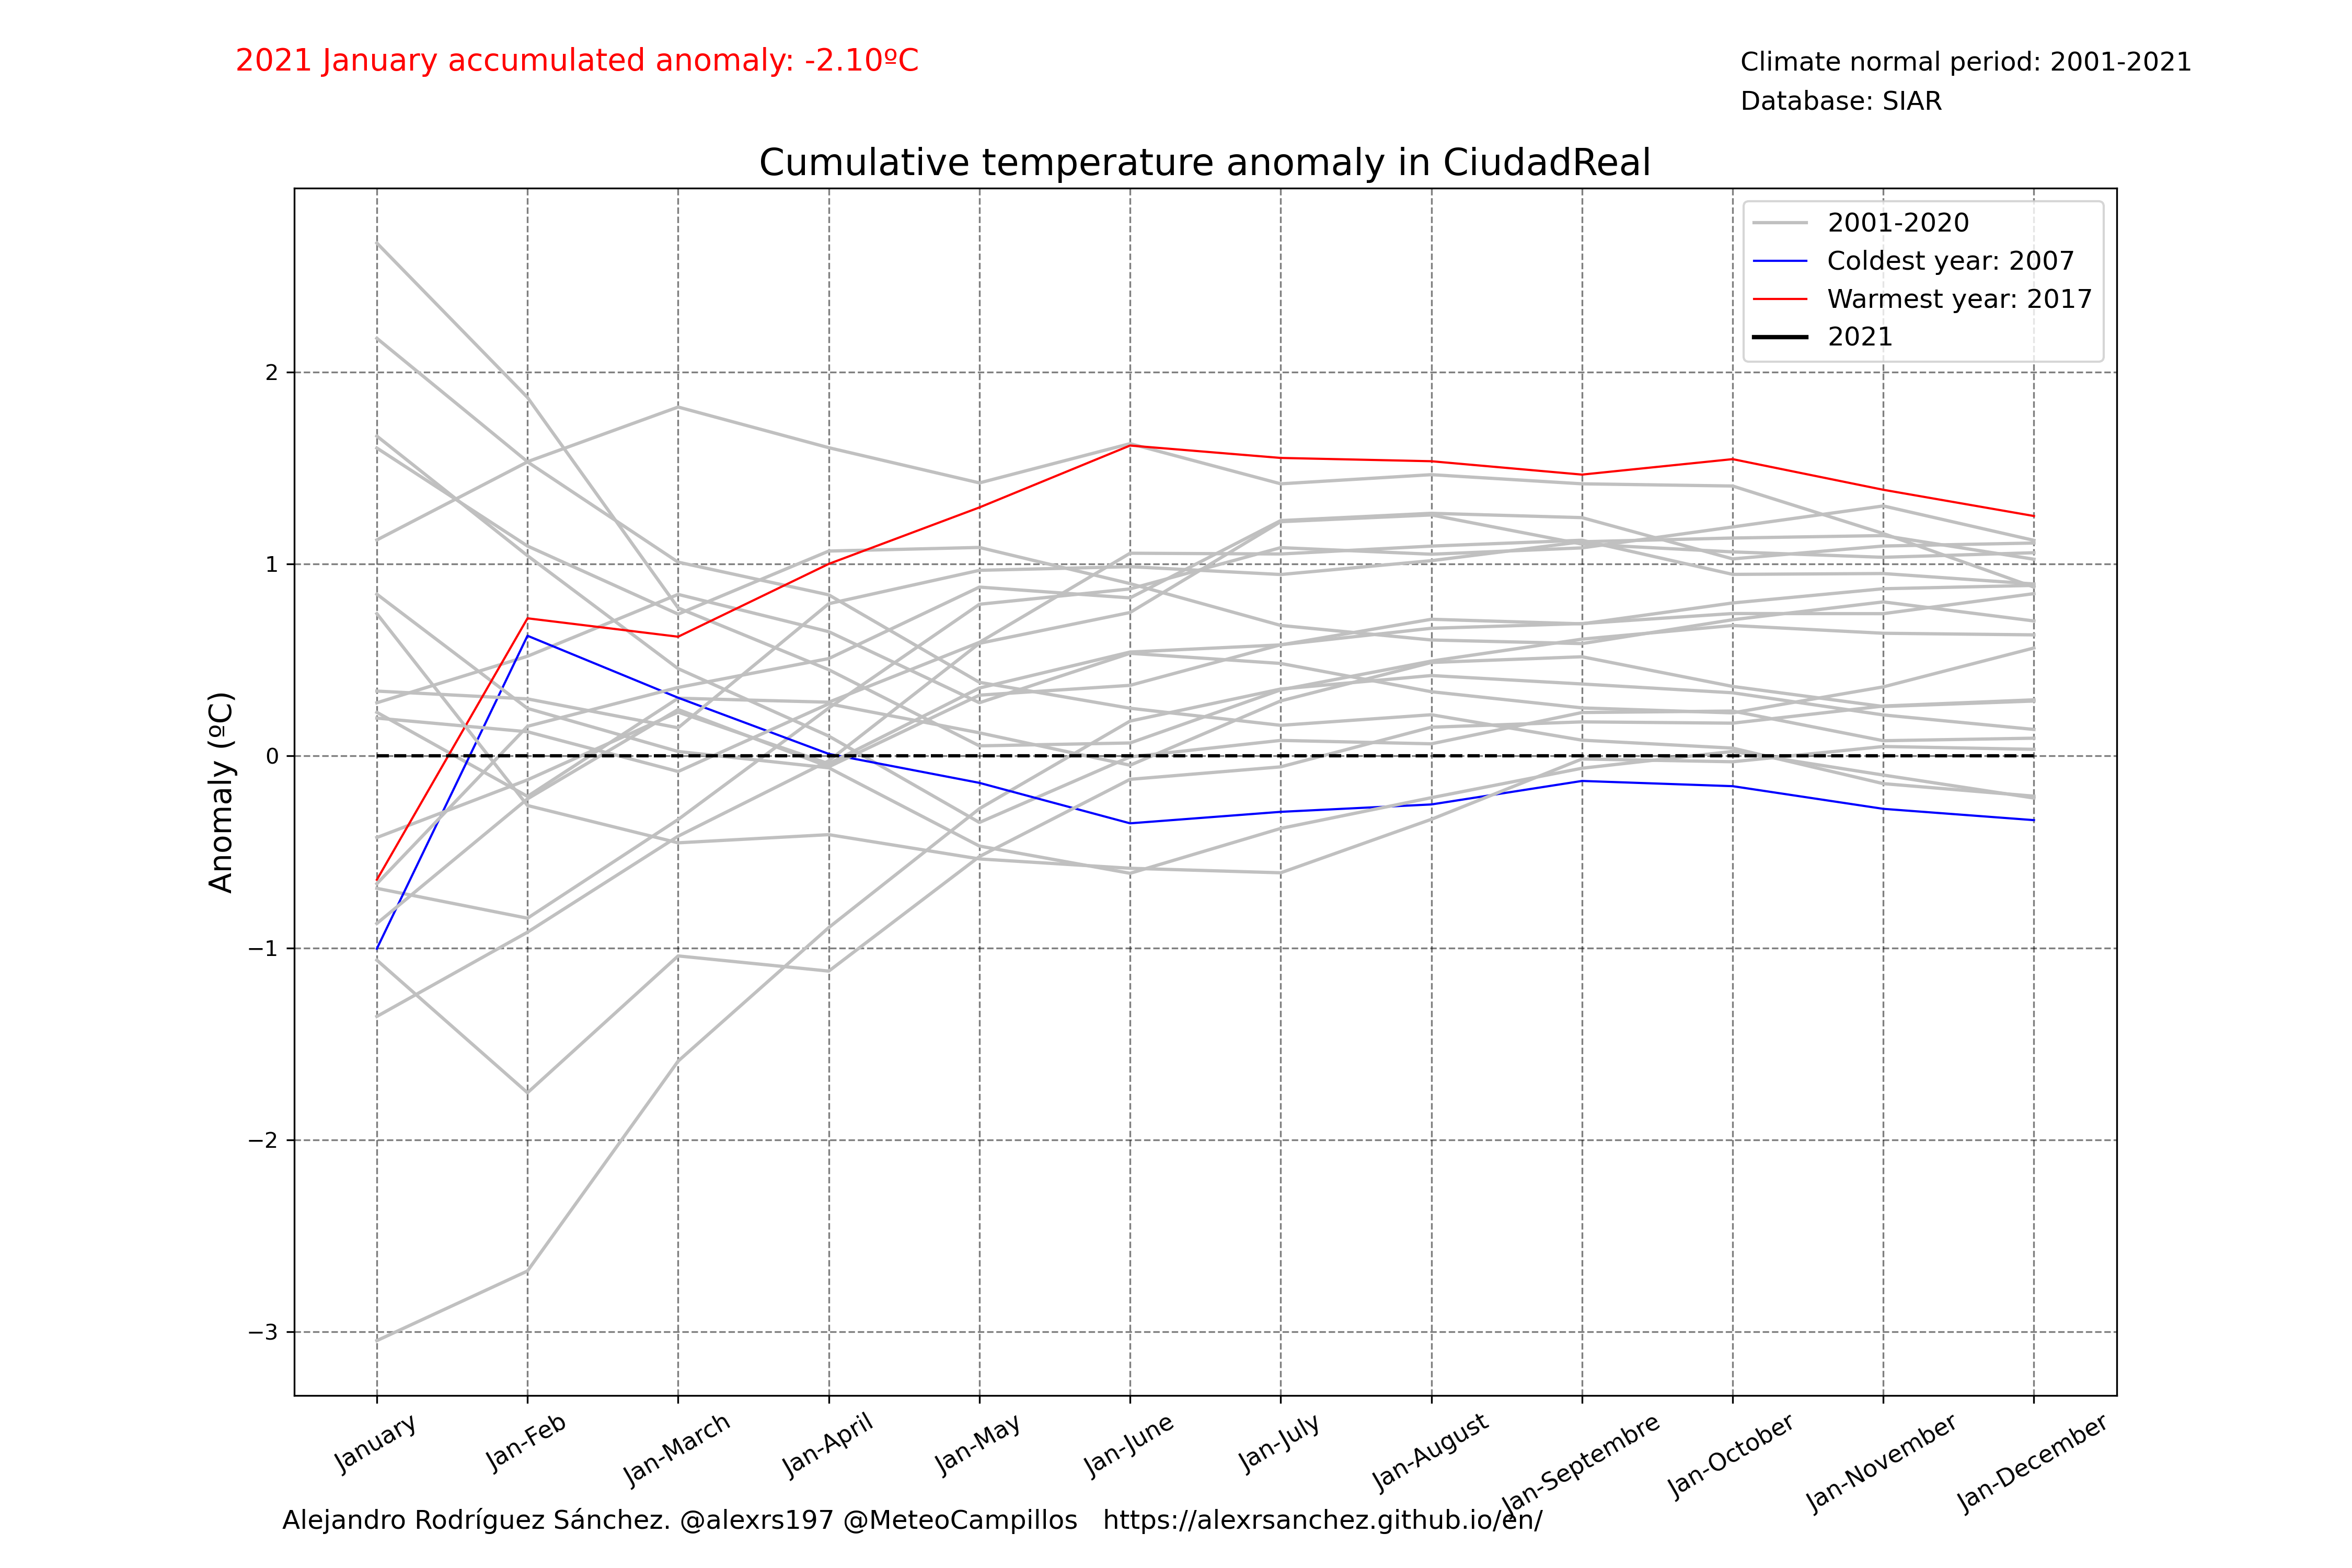 2021 January accumulated anomaly: -2.10ºC
Climate normal period: 2001-2021
Database: SIAR
Cumulative temperature anomaly in CiudadReal
2001-2020
Coldest year: 2007
Warmest year: 2017
2021
Anomaly (ºC)
2
1
0
−1
−2
−3
January
Jan-Feb
Jan-March
Jan-April
Jan-May
Jan-June
Jan-July
Jan-August
Jan-Septembre
Jan-October
Jan-November
Jan-December
Alejandro Rodríguez Sánchez. @alexrs197 @MeteoCampillos   https://alexrsanchez.github.io/en/